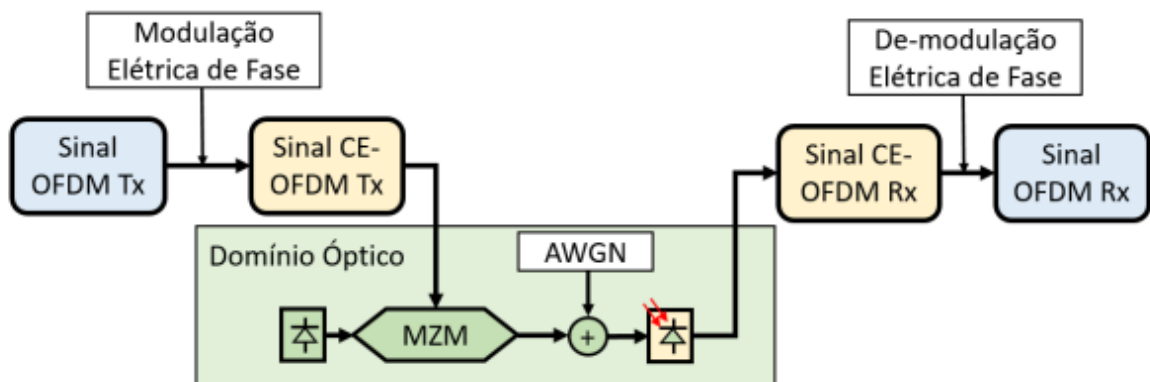 Modulação
Elétrica de Fase
De-modulação
Elétrica de Fase
Sinal
OFDM Tx
Sinal CE-
OFDM Tx
Sinal CE-
OFDM Rx
Sinal
OFDM Rx
Domínio Óptico
AWGN
MZM
+